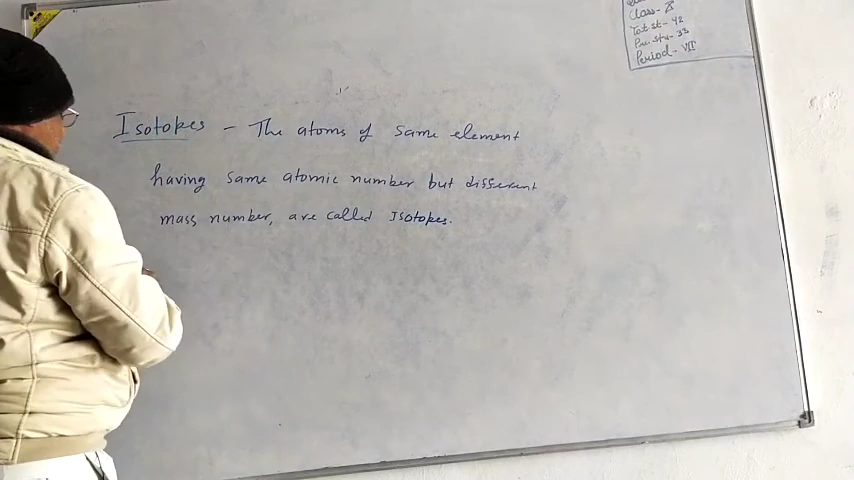 Class- X
Tot st- 42
Pre. Stu- 33
Period- VII
Isotopes - The atoms of same element
having same atomic number but different
mass number, are called Isotopes.